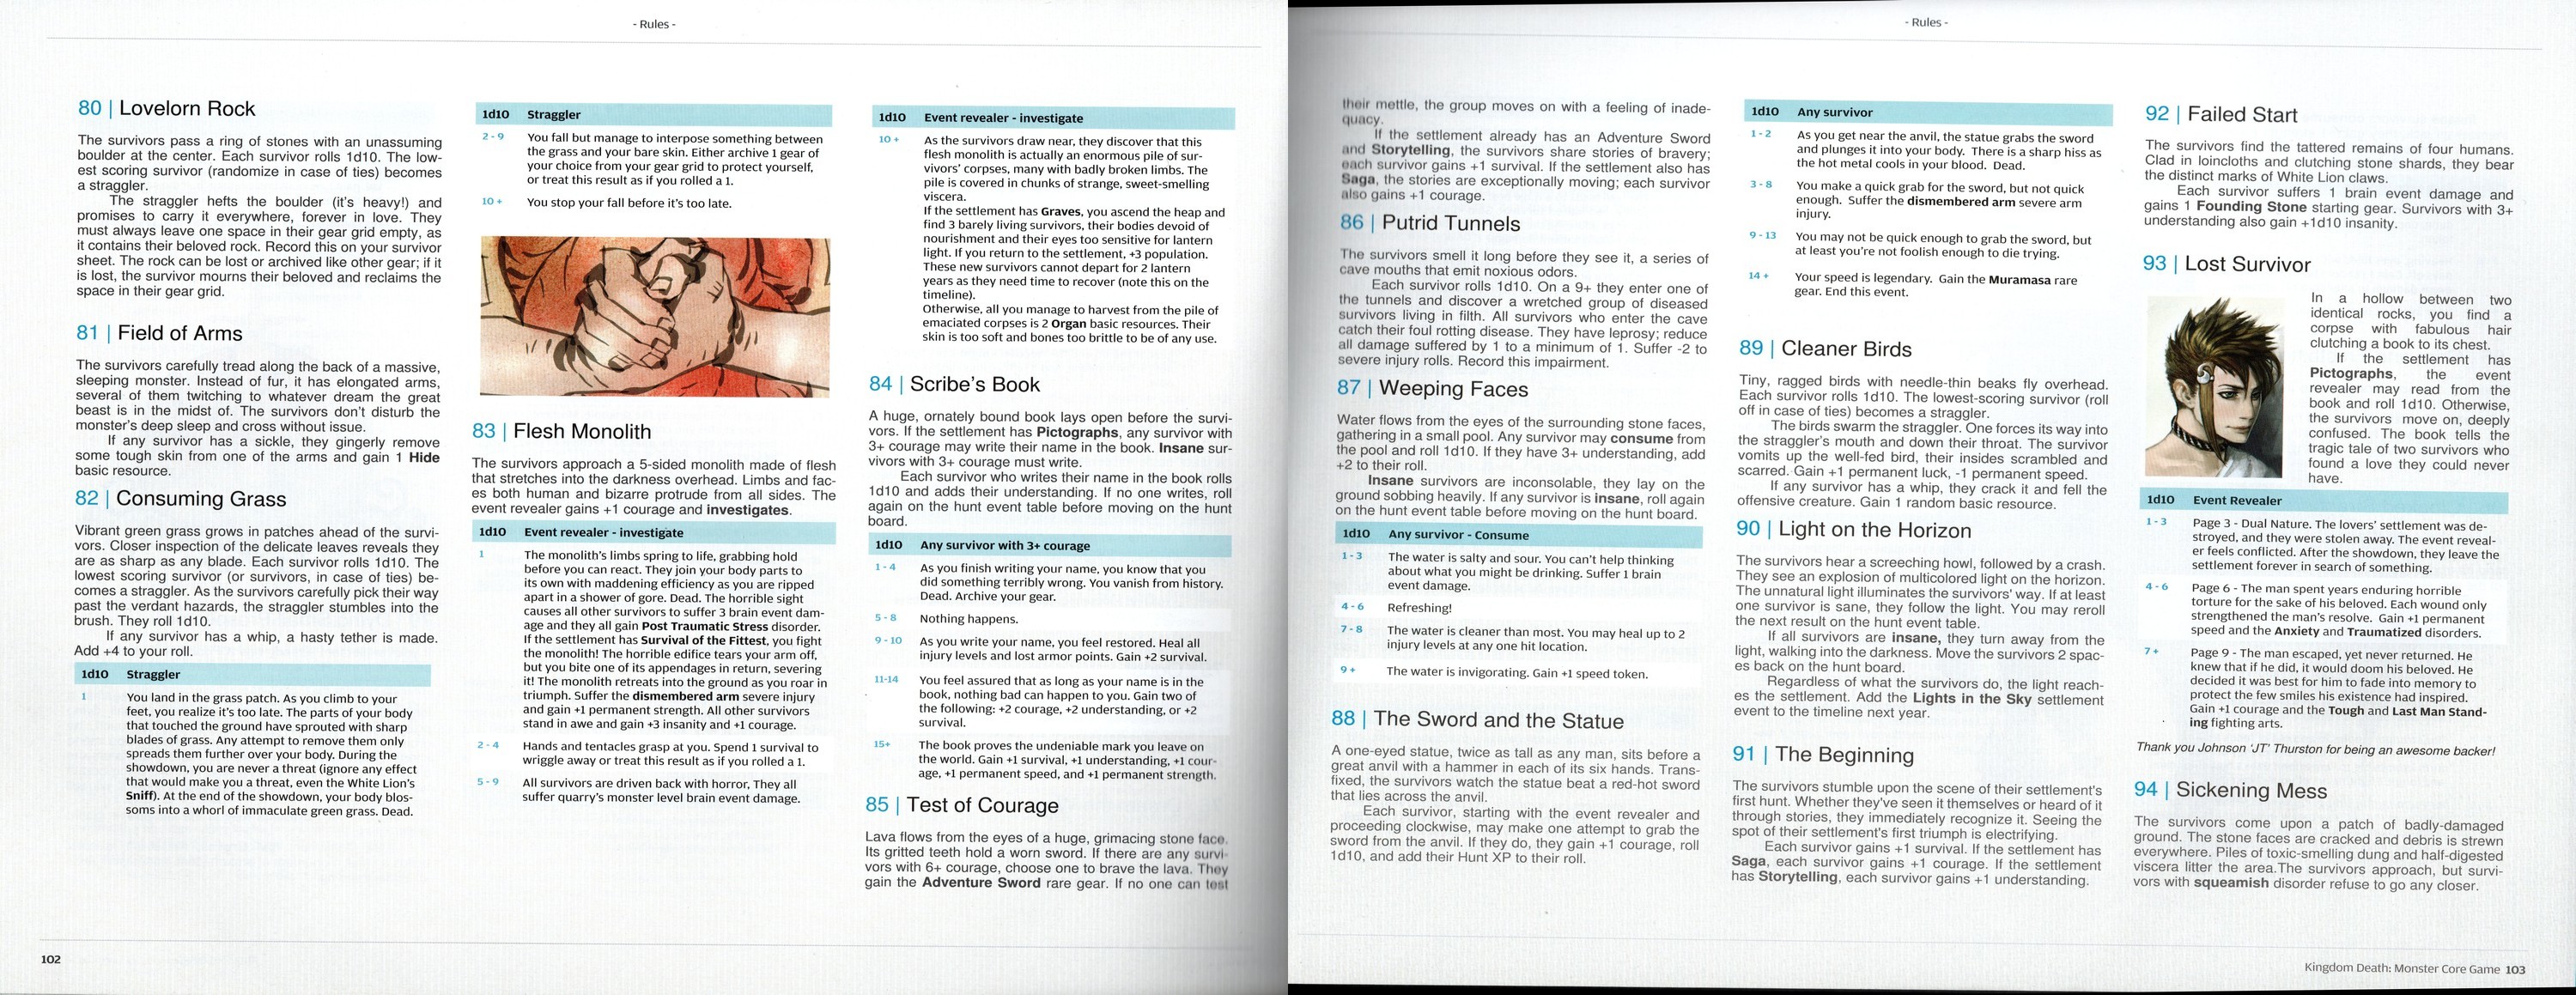 - Rules -
80 | Lovelorn Rock
The survivors pass a ring of stones with an unassuming
boulder at the center. Each survivor rolls 1d10. The low-
est scoring survivor (randomize in case of ties) becomes
a straggler.
The straggler hefts the boulder (it's heavy!) and
promises to carry it everywhere, forever in love. They
must always leave one space in their gear grid empty, as
it contains their beloved rock. Record this on your survivor
sheet. The rock can be lost or archived like other gear; if it
is lost, the survivor mourns their beloved and reclaims the
space in their gear grid.
81 | Field of Arms
The survivors carefully tread along the back of a massive,
sleeping monster. Instead of fur, it has elongated arms,
several of them twitching to whatever dream the great
beast is in the midst of. The survivors don't disturb the
monster's deep sleep and cross without issue.
If any survivor has a sickle, they gingerly remove
some tough skin from one of the arms and gain 1 Hide
basic resource.
82 | Consuming Grass
Vibrant green grass grows in patches ahead of the survi-
vors. Closer inspection of the delicate leaves reveals they
are as sharp as any blade. Each survivor rolls 1d10. The
lowest scoring survivor (or survivors, in case of ties) be-
comes a straggler. As the survivors carefully pick their way
past the verdant hazards, the straggler stumbles into the
brush. They roll 1d10.
If any survivor has a whip, a hasty tether is made.
Add +4 to your roll.
1d10 Straggler
1 You land in the grass patch. As you climb to your
feet, you realize it's too late. The parts of your body
that touched the ground have sprouted with sharp
blades of grass. Any attempt to remove them only
spreads them further over your body. During the
showdown, you are never a threat (ignore any effect
that would make you a threat, even the White Lion's
Sniff). At the end of the showdown, your body blos-
soms into a whorl of immaculate green grass. Dead.
1d10 Straggler
2 - 9 You fall but manage to interpose something between
the grass and your bare skin. Either archive 1 gear of
your choice from your gear grid to protect yourself,
or treat this result as if you rolled a 1.
10 + You stop your fall before it's too late.
83 | Flesh Monolith
The survivors approach a 5-sided monolith made of flesh
that stretches into the darkness overhead. Limbs and fac-
es both human and bizarre protrude from all sides. The
event revealer gains +1 courage and investigates.
1d10 Event revealer - investigate
1 The monolith's limbs spring to life, grabbing hold
before you can react. They join your body parts to
its own with maddening efficiency as you are ripped
apart in a shower of gore. Dead. The horrible sight
causes all other survivors to suffer 3 brain event dam-
age and they all gain Post Traumatic Stress disorder.
If the settlement has Survival of the Fittest, you fight
the monolith! The horrible edifice tears your arm off,
but you bite one of its appendages in return, severing
it! The monolith retreats into the ground as you roar in
triumph. Suffer the dismembered arm severe injury
and gain +1 permanent strength. All other survivors
stand in awe and gain +3 insanity and +1 courage.
2 - 4 Hands and tentacles grasp at you. Spend 1 survival to
wriggle away or treat this result as if you rolled a 1.
5 - 9 All survivors are driven back with horror. They all
suffer quarry's monster level brain event damage.
1d10 Event revealer - investigate
10 + As the survivors draw near, they discover that this
flesh monolith is actually an enormous pile of sur-
vivors' corpses, many with badly broken limbs. The
pile is covered in chunks of strange, sweet-smelling
viscera.
If the settlement has Graves, you ascend the heap and
find 3 barely living survivors, their bodies devoid of
nourishment and their eyes too sensitive for lantern
light. If you return to the settlement, +3 population.
These new survivors cannot depart for 2 lantern
years as they need time to recover (note this on the
timeline).
Otherwise, all you manage to harvest from the pile of
emaciated corpses is 2 Organ basic resources. Their
skin is too soft and bones too brittle to be of any use.
84 | Scribe's Book
A huge, ornately bound book lays open before the survi-
vors. If the settlement has Pictographs, any survivor with
3+ courage may write their name in the book. Insane sur-
vivors with 3+ courage must write.
Each survivor who writes their name in the book rolls
1d10 and adds their understanding. If no one writes, roll
again on the hunt event table before moving on the hunt
board.
1d10 Any survivor with 3+ courage
1 - 4 As you finish writing your name, you know that you
did something terribly wrong. You vanish from history.
Dead. Archive your gear.
5 - 8 Nothing happens.
9 - 10 As you write your name, you feel restored. Heal all
injury levels and lost armor points. Gain +2 survival.
11-14 You feel assured that as long as your name is in the
book, nothing bad can happen to you. Gain two of
the following: +2 courage, +2 understanding, or +2
survival.
15+ The book proves the undeniable mark you leave on
the world. Gain +1 survival, +1 understanding, +1 cour-
age, +1 permanent speed, and +1 permanent strength.
85 | Test of Courage
Lava flows from the eyes of a huge, grimacing stone face.
Its gritted teeth hold a worn sword. If there are any survi-
vors with 6+ courage, choose one to brave the lava. They
gain the Adventure Sword rare gear. If no one can test
102
- Rules -
their mettle, the group moves on with a feeling of inade-
quacy.
If the settlement already has an Adventure Sword
and Storytelling, the survivors share stories of bravery;
each survivor gains +1 survival. If the settlement also has
Saga, the stories are exceptionally moving; each survivor
also gains +1 courage.
86 | Putrid Tunnels
The survivors smell it long before they see it, a series of
cave mouths that emit noxious odors.
Each survivor rolls 1d10. On a 9+ they enter one of
the tunnels and discover a wretched group of diseased
survivors living in filth. All survivors who enter the cave
catch their foul rotting disease. They have leprosy; reduce
all damage suffered by 1 to a minimum of 1. Suffer -2 to
severe injury rolls. Record this impairment.
87 | Weeping Faces
Water flows from the eyes of the surrounding stone faces,
gathering in a small pool. Any survivor may consume from
the pool and roll 1d10. If they have 3+ understanding, add
+2 to their roll.
Insane survivors are inconsolable, they lay on the
ground sobbing heavily. If any survivor is insane, roll again
on the hunt event table before moving on the hunt board.
1d10 Any survivor - Consume
1 - 3 The water is salty and sour. You can't help thinking
about what you might be drinking. Suffer 1 brain
event damage.
4 - 6 Refreshing!
7 - 8 The water is cleaner than most. You may heal up to 2
injury levels at any one hit location.
9 + The water is invigorating. Gain +1 speed token.
88 | The Sword and the Statue
A one-eyed statue, twice as tall as any man, sits before a
great anvil with a hammer in each of its six hands. Trans-
fixed, the survivors watch the statue beat a red-hot sword
that lies across the anvil.
Each survivor, starting with the event revealer and
proceeding clockwise, may make one attempt to grab the
sword from the anvil. If they do, they gain +1 courage, roll
1d10, and add their Hunt XP to their roll.
1d10 Any survivor
1 - 2 As you get near the anvil, the statue grabs the sword
and plunges it into your body. There is a sharp hiss as
the hot metal cools in your blood. Dead.
3 - 8 You make a quick grab for the sword, but not quick
enough. Suffer the dismembered arm severe arm
injury.
9 - 13 You may not be quick enough to grab the sword, but
at least you're not foolish enough to die trying.
14 + Your speed is legendary. Gain the Muramasa rare
gear. End this event.
89 | Cleaner Birds
Tiny, ragged birds with needle-thin beaks fly overhead.
Each survivor rolls 1d10. The lowest-scoring survivor (roll
off in case of ties) becomes a straggler.
The birds swarm the straggler. One forces its way into
the straggler's mouth and down their throat. The survivor
vomits up the well-fed bird, their insides scrambled and
scarred. Gain +1 permanent luck, -1 permanent speed.
If any survivor has a whip, they crack it and fell the
offensive creature. Gain 1 random basic resource.
90 | Light on the Horizon
The survivors hear a screeching howl, followed by a crash.
They see an explosion of multicolored light on the horizon.
The unnatural light illuminates the survivors' way. If at least
one survivor is sane, they follow the light. You may reroll
the next result on the hunt event table.
If all survivors are insane, they turn away from the
light, walking into the darkness. Move the survivors 2 spac-
es back on the hunt board.
Regardless of what the survivors do, the light reach-
es the settlement. Add the Lights in the Sky settlement
event to the timeline next year.
91 | The Beginning
The survivors stumble upon the scene of their settlement's
first hunt. Whether they've seen it themselves or heard of it
through stories, they immediately recognize it. Seeing the
spot of their settlement's first triumph is electrifying.
Each survivor gains +1 survival. If the settlement has
Saga, each survivor gains +1 courage. If the settlement
has Storytelling, each survivor gains +1 understanding.
92 | Failed Start
The survivors find the tattered remains of four humans.
Clad in loincloths and clutching stone shards, they bear
the distinct marks of White Lion claws.
Each survivor suffers 1 brain event damage and
gains 1 Founding Stone starting gear. Survivors with 3+
understanding also gain +1d10 insanity.
93 | Lost Survivor
In a hollow between two
identical rocks, you find a
corpse with fabulous hair
clutching a book to its chest.
If the settlement has
Pictographs, the event
revealer may read from the
book and roll 1d10. Otherwise,
the survivors move on, deeply
confused. The book tells the
tragic tale of two survivors who
found a love they could never
have.
1d10 Event Revealer
1 - 3 Page 3 - Dual Nature. The lovers' settlement was de-
stroyed, and they were stolen away. The event reveal-
er feels conflicted. After the showdown, they leave the
settlement forever in search of something.
4 - 6 Page 6 - The man spent years enduring horrible
torture for the sake of his beloved. Each wound only
strengthened the man's resolve. Gain +1 permanent
speed and the Anxiety and Traumatized disorders.
7 + Page 9 - The man escaped, yet never returned. He
knew that if he did, it would doom his beloved. He
decided it was best for him to fade into memory to
protect the few smiles his existence had inspired.
Gain +1 courage and the Tough and Last Man Stand-
ing fighting arts.
Thank you Johnson 'JT' Thurston for being an awesome backer!
94 | Sickening Mess
The survivors come upon a patch of badly-damaged
ground. The stone faces are cracked and debris is strewn
everywhere. Piles of toxic-smelling dung and half-digested
viscera litter the area.The survivors approach, but survi-
vors with squeamish disorder refuse to go any closer.
Kingdom Death: Monster Core Game 103